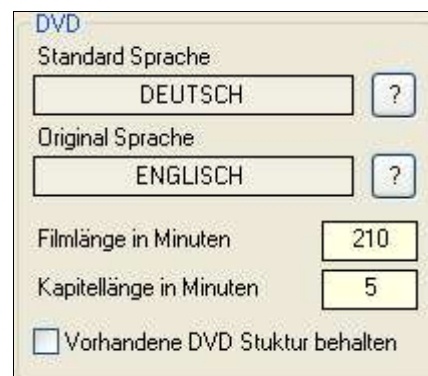 DVD
Standard Sprache
DEUTSCH ?
Original Sprache
ENGLISCH ?
Filmlänge in Minuten 210
Kapitellänge in Minuten 5
Vorhandene DVD Stuktur behalten